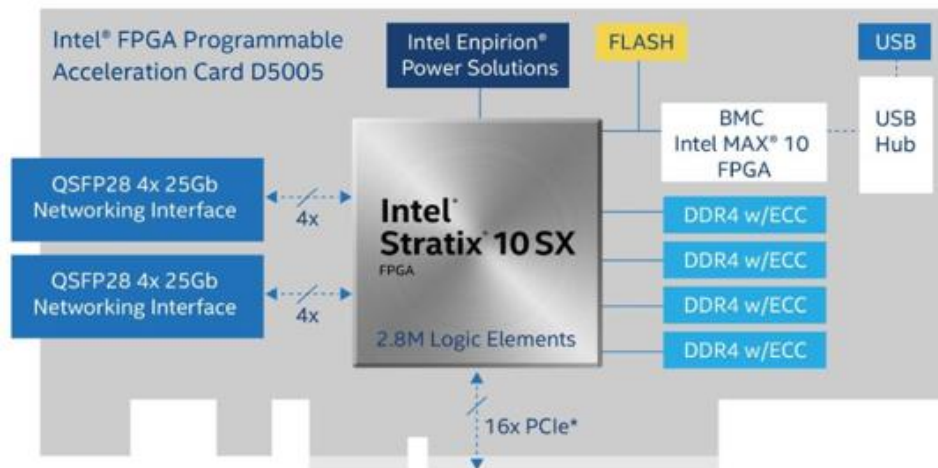 Intel® FPGA Programmable
Acceleration Card D5005
Intel Enpirion®
Power Solutions
FLASH
USB
BMC
Intel MAX® 10
FPGA
USB
Hub
QSFP28 4x 25Gb
Networking Interface
4x
QSFP28 4x 25Gb
Networking Interface
4x
Intel®
Stratix® 10 SX
FPGA
2.8M Logic Elements
DDR4 w/ECC
DDR4 w/ECC
DDR4 w/ECC
DDR4 w/ECC
16x PCIe*